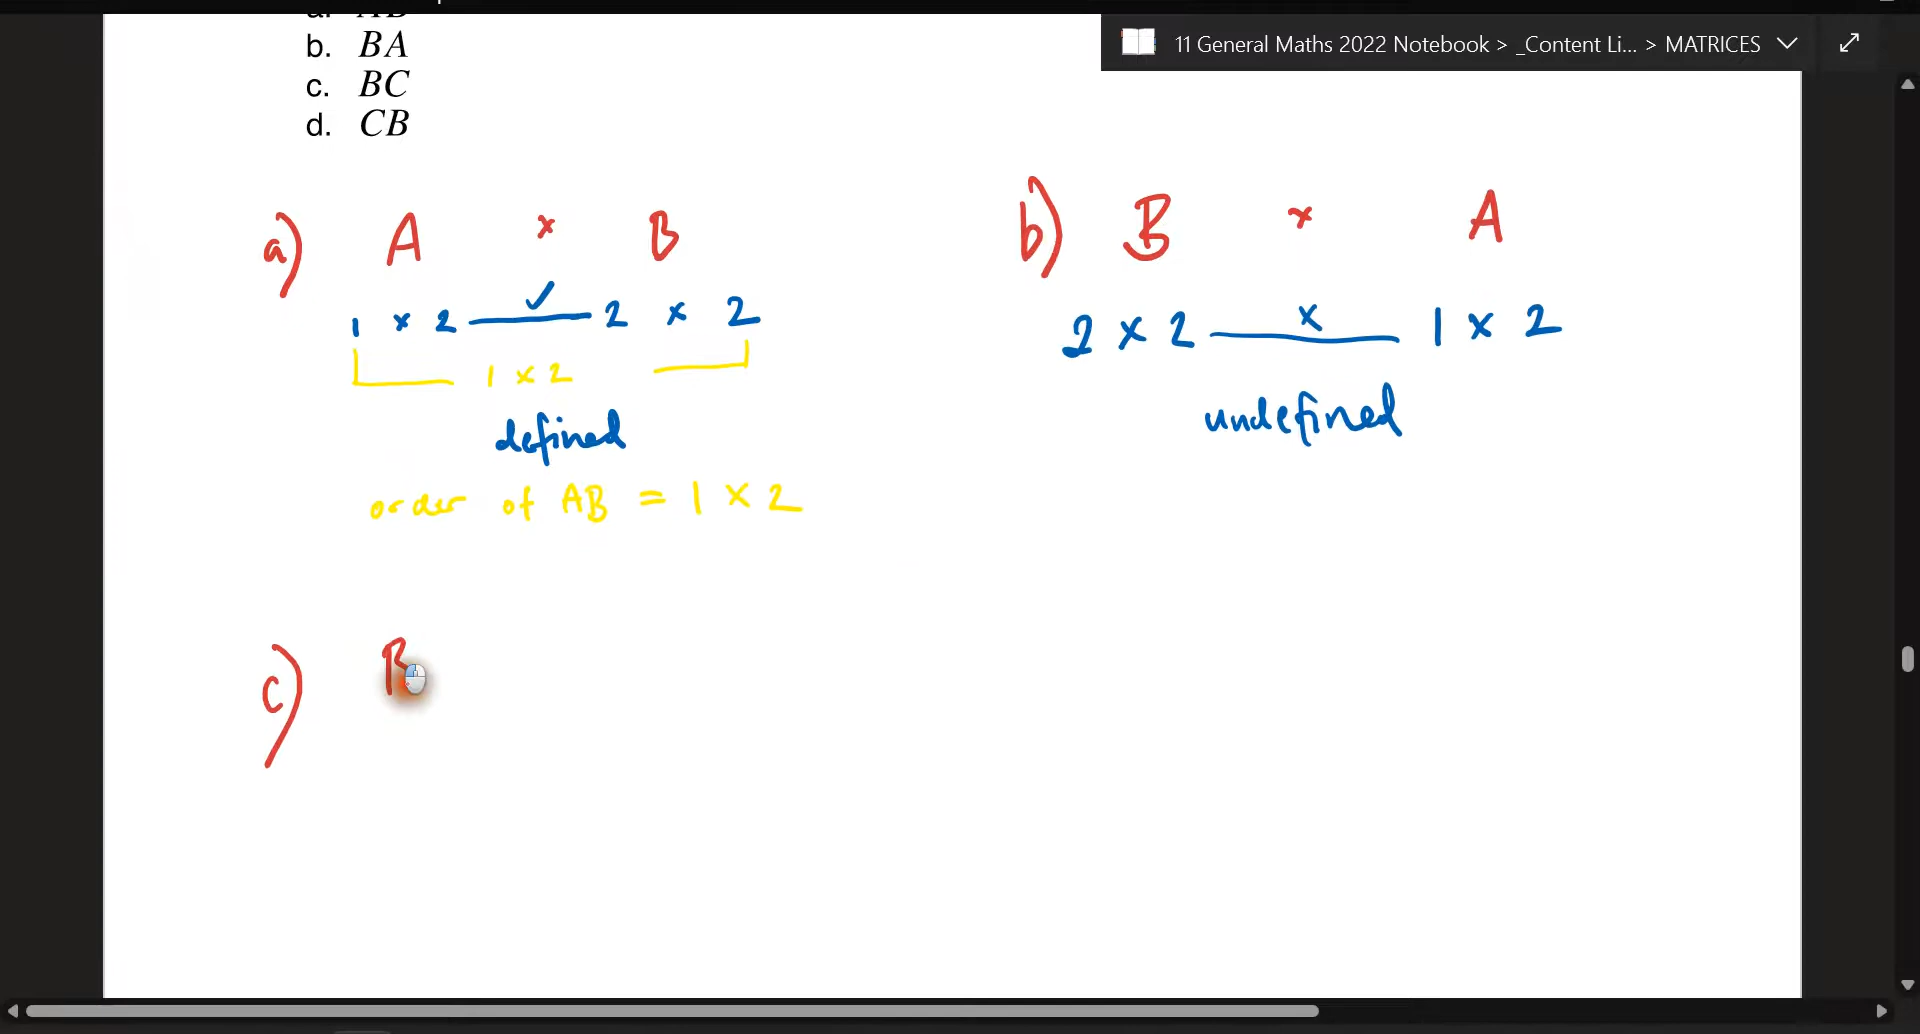 a. AB
11 General Maths 2022 Notebook > _Content Li... > MATRICES
b. BA
c. BC
d. CB
a) A × B
1 × 2 ✓ 2 × 2
1 × 2
defined
order of AB = 1 × 2
b) B × A
2 × 2 × 1 × 2
undefined
c) B